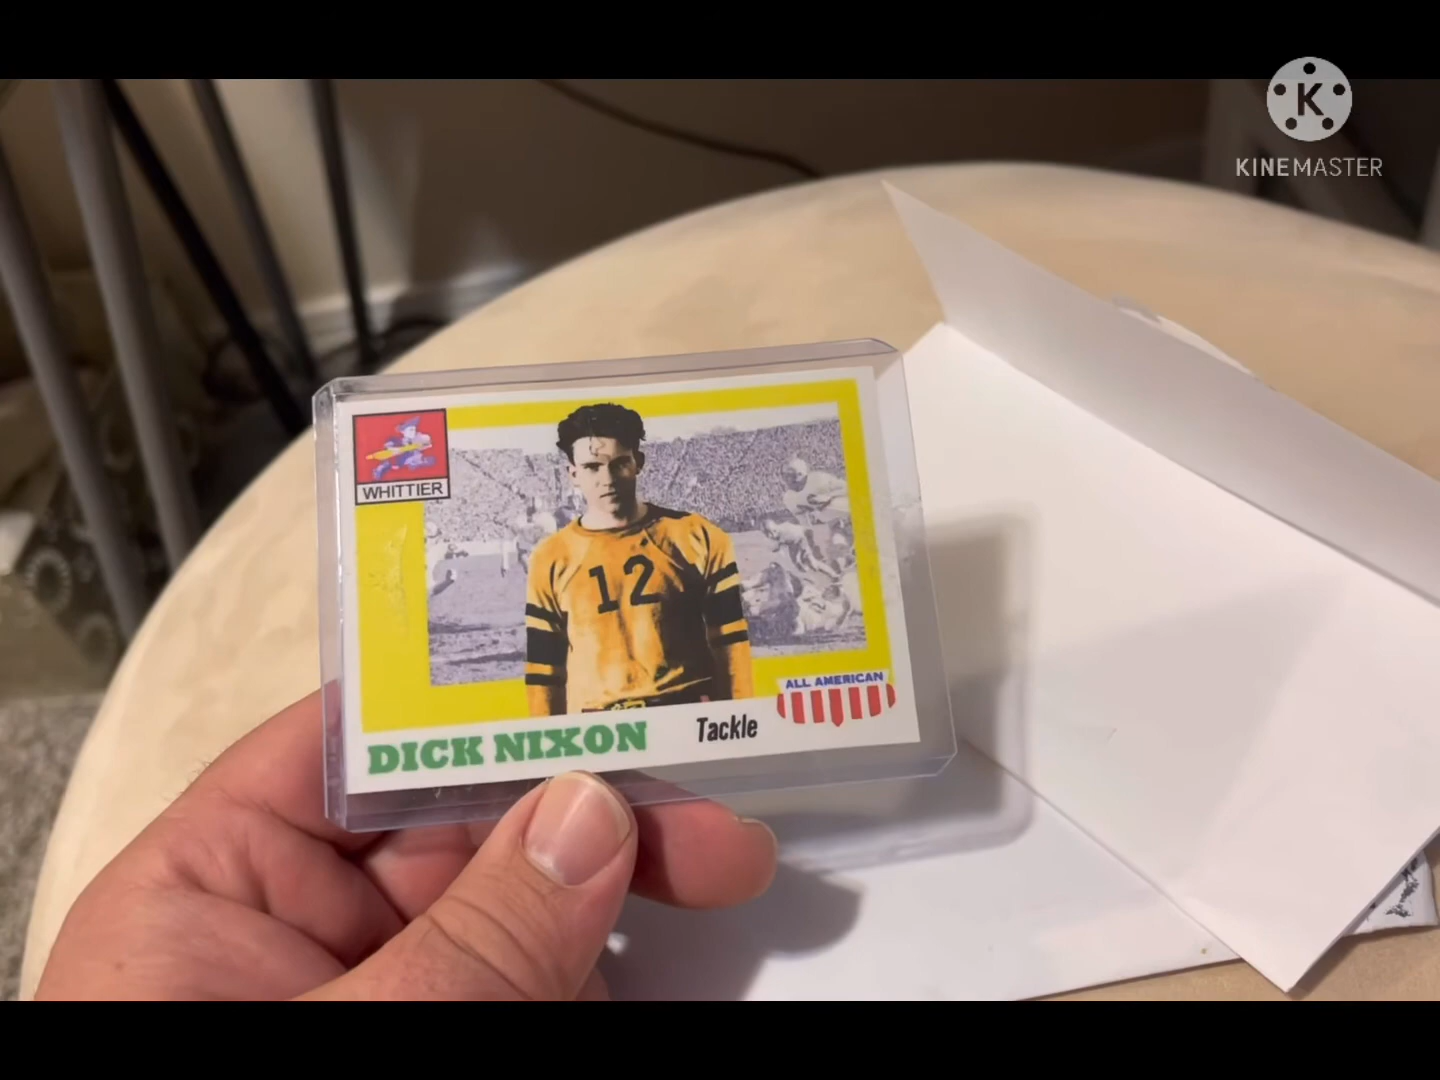 K
KINEMASTER
WHITTIER
12
ALL AMERICAN
DICK NIXON
Tackle